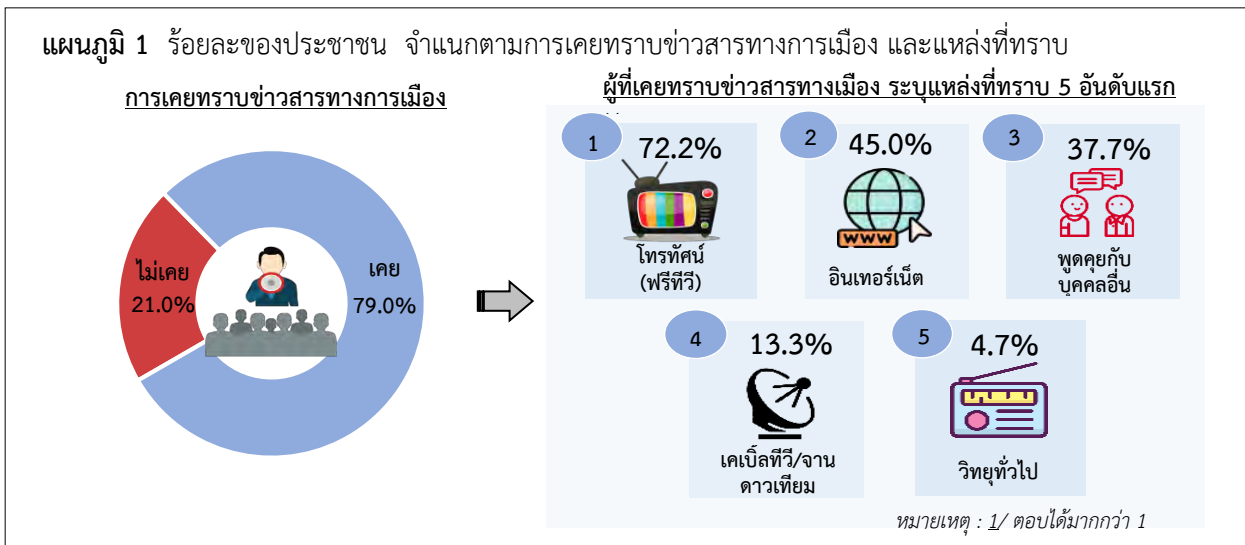 แผนภูมิ 1 ร้อยละของประชาชน จำแนกตามการเคยทราบข่าวสารทางการเมือง และแหล่งที่ทราบ
การเคยทราบข่าวสารทางการเมือง
ไม่เคย
21.0%
เคย
79.0%
ผู้ที่เคยทราบข่าวสารทางเมือง ระบุแหล่งที่ทราบ 5 อันดับแรก
1
72.2%
โทรทัศน์
(ฟรีทีวี)
2
45.0%
www
อินเทอร์เน็ต
3
37.7%
พูดคุยกับ
บุคคลอื่น
4
13.3%
เคเบิ้ลทีวี/จาน
ดาวเทียม
5
4.7%
วิทยุทั่วไป
หมายเหตุ : 1/ ตอบได้มากกว่า 1